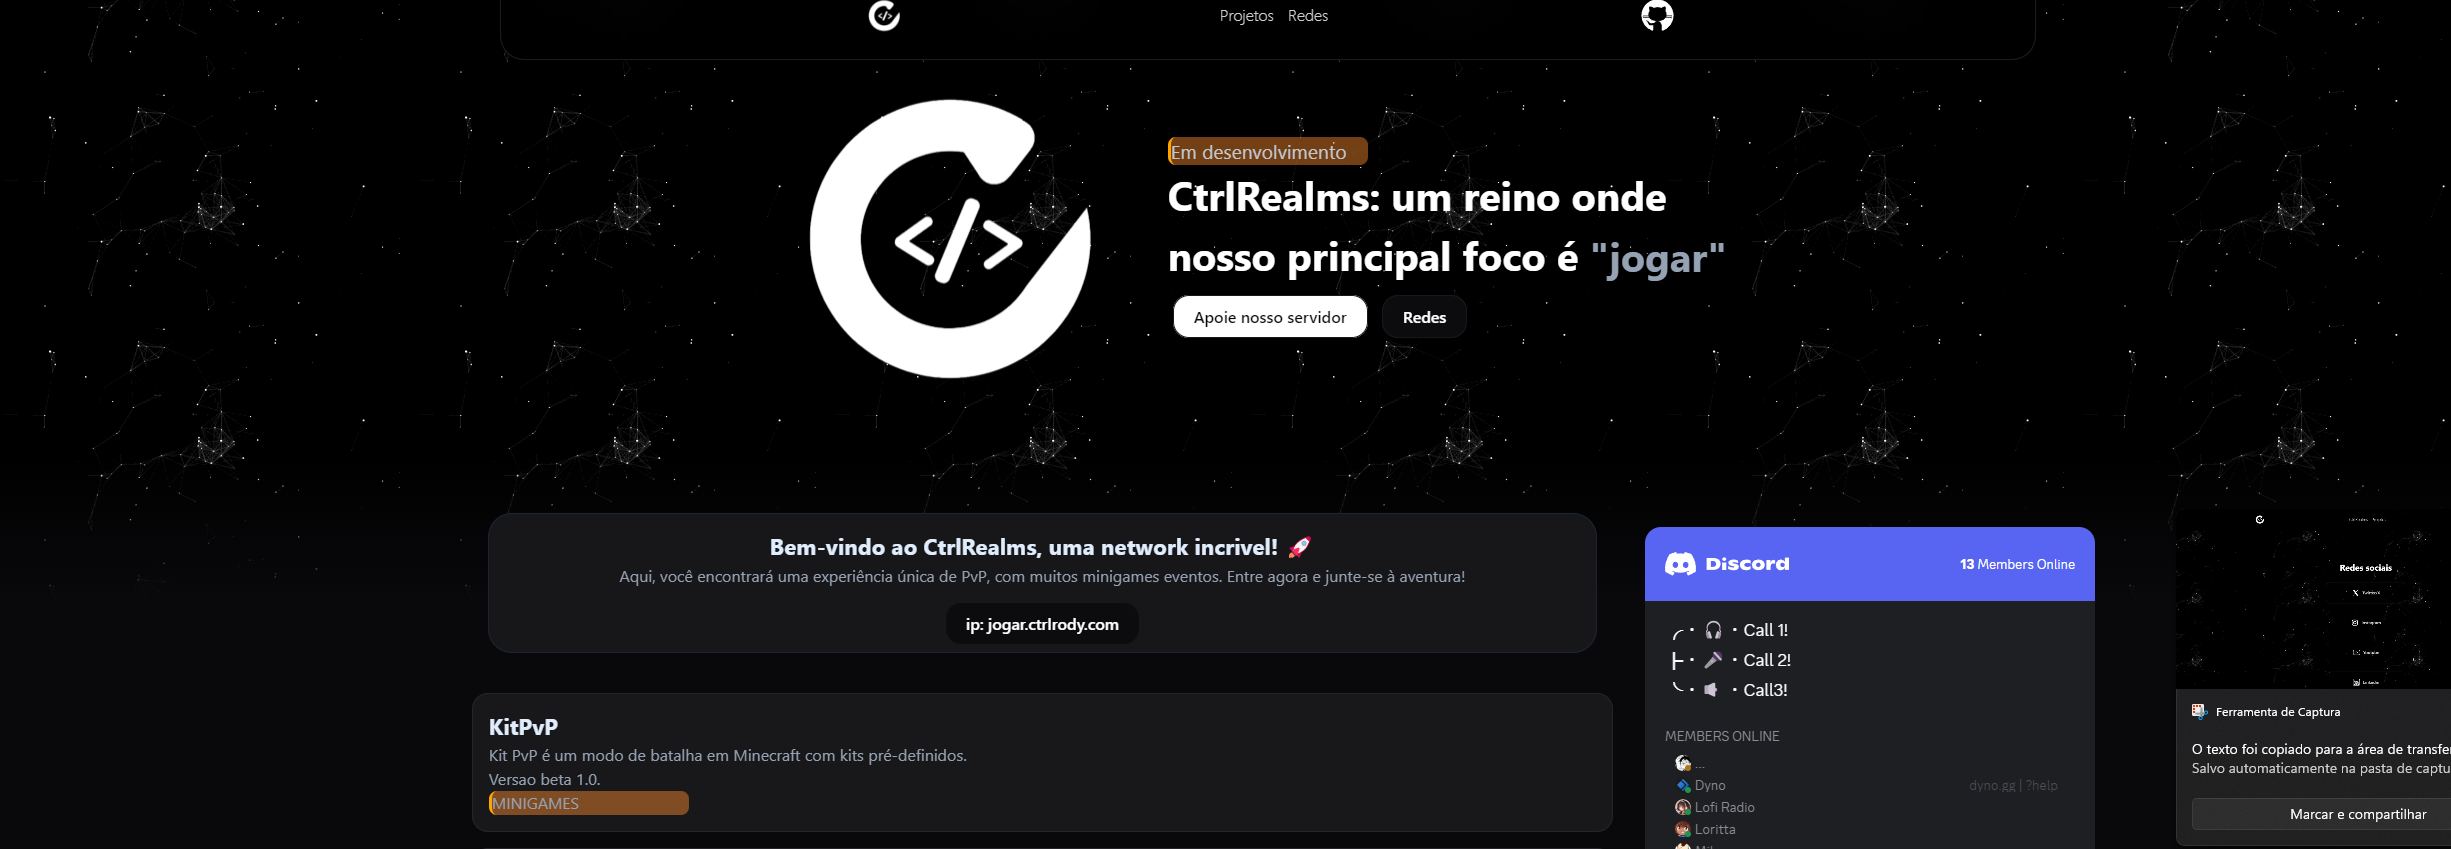 Projetos Redes
Em desenvolvimento
CtrlRealms: um reino onde
nosso principal foco é "jogar"
Apoie nosso servidor
Redes
Bem-vindo ao CtrlRealms, uma network incrivel! 🚀
Aqui, você encontrará uma experiência única de PvP, com muitos minigames eventos. Entre agora e junte-se à aventura!
ip: jogar.ctrlrody.com
KitPvP
Kit PvP é um modo de batalha em Minecraft com kits pré-definidos.
Versao beta 1.0.
MINIGAMES
Discord
13 Members Online
Call 1!
Call 2!
Call3!
MEMBERS ONLINE
...
Dyno
dyno.gg | ?help
Lofi Radio
Loritta
Redes sociais
Instagram
Youtube
Ferramenta de Captura
O texto foi copiado para a área de transfe
Salvo automaticamente na pasta de captu
Marcar e compartilhar